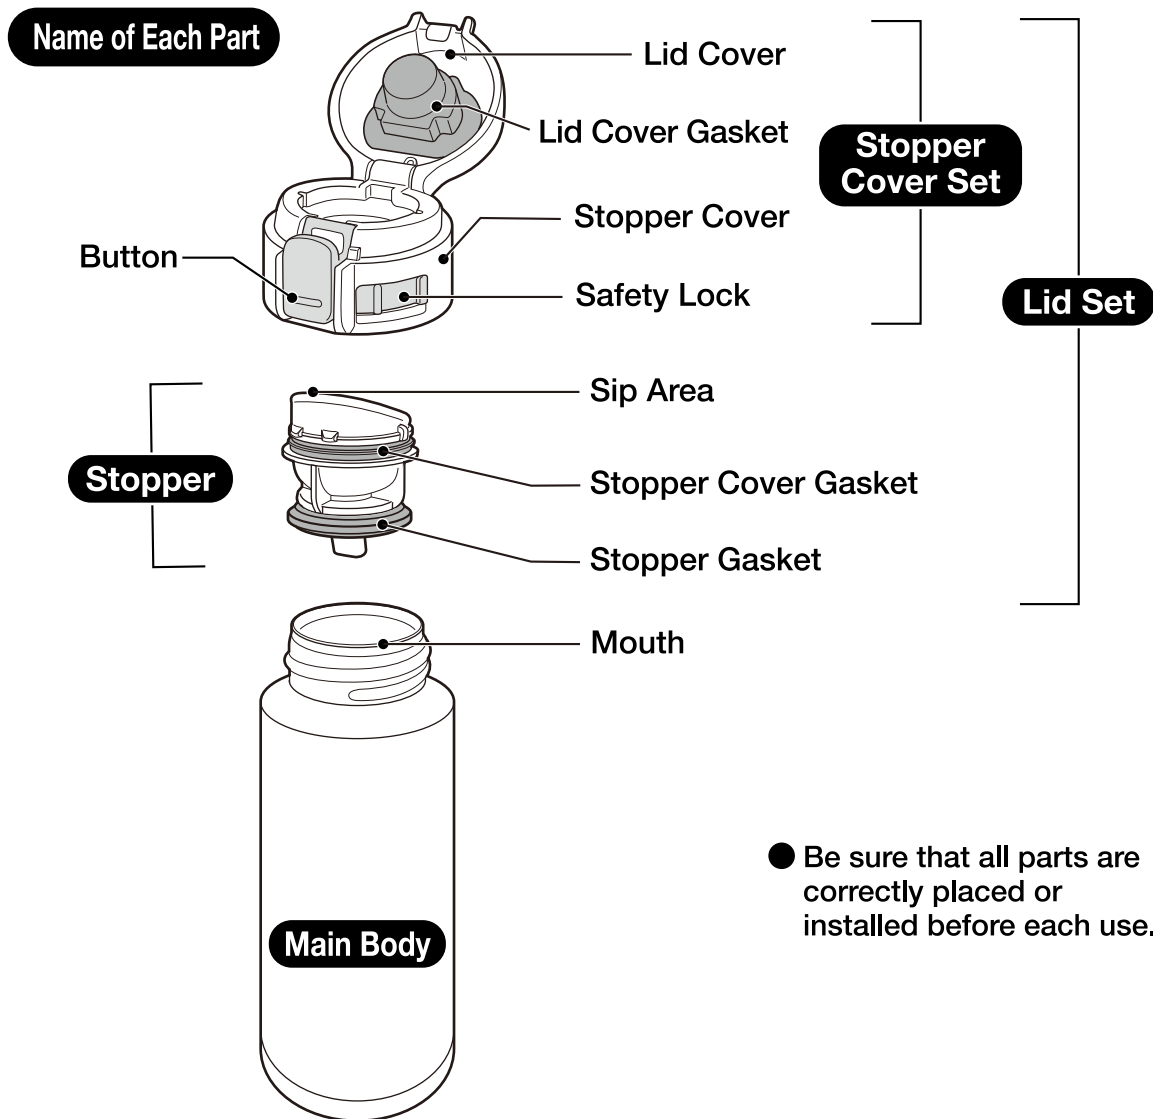 Name of Each Part
Lid Cover
Lid Cover Gasket
Stopper
Cover Set
Stopper Cover
Button
Safety Lock
Lid Set
Sip Area
Stopper
Stopper Cover Gasket
Stopper Gasket
Mouth
Main Body
● Be sure that all parts are
correctly placed or
installed before each use.